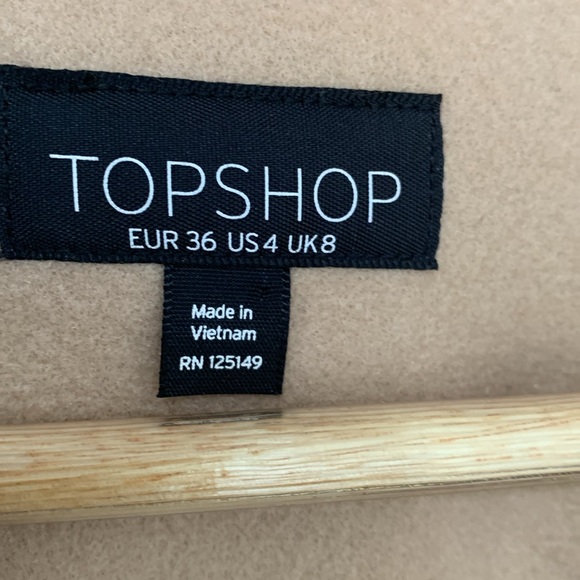 TOPSHOP
EUR 36 US 4 UK 8
Made in
Vietnam
RN 125149